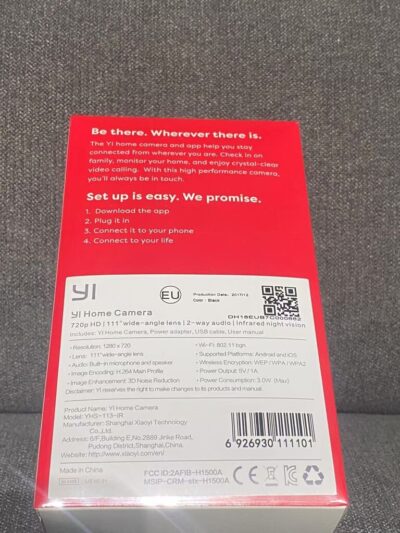 Be there. Wherever there is.
The YI home camera and app help you stay
connected from wherever you are. Check in on
family, monitor your home, and enjoy crystal-clear
video calling. With this high performance camera,
you'll always be in touch.
Set up is easy. We promise.
1. Download the app
2. Plug it in
3. Connect it to your phone
4. Connect to your life
YI
EU
Production Date: 2017/12
Color: Black
YI Home Camera
720p HD | 111° wide-angle lens | 2-way audio | Infrared night vision
Includes: YI Home Camera, Power adapter, USB cable, User manual
· Resolution: 1280 x 720
· Lens: 111° wide-angle lens
· Audio: Built-in microphone and speaker
· Image Encoding: H.264 Main Profile
· Image Enhancement: 3D Noise Reduction
· Wi-Fi: 802.11 bgn
· Supported Platforms: Android and iOS
· Wireless Encryption: WEP / WPA / WPA2
· Power Output: 5V / 1A
· Power Consumption: 3.0W (Max)
Disclaimer: YI reserves the right to make changes to its products and manual
Product Name: YI Home Camera
Model: YHS-113-IR
Manufacturer: Shanghai Xiaoyi Technology
Co.,Ltd.
Address: 6/F, Building E, No.2889 Jinke Road,
Pudong District, Shanghai, China.
Website: http://www.xiaoyi.com/en/
6 926930 111101
Made in China
FCC ID: 2AFIB-H1500A
MSIP-CRM-stx-H1500A
CE